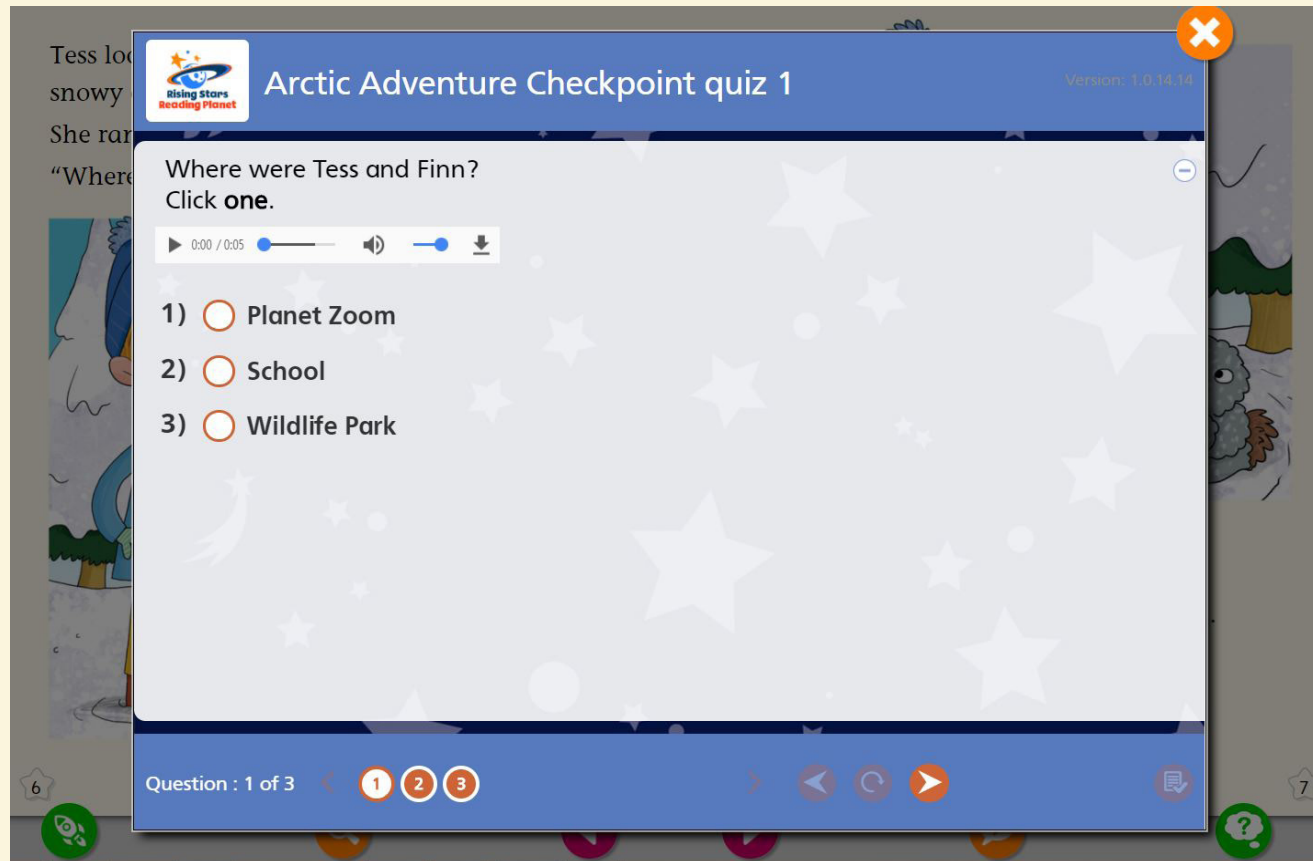 Tess loo
snowy
She ran
"Where
Rising Stars
Reading Planet
Arctic Adventure Checkpoint quiz 1
Version: 1.0.14.14
Where were Tess and Finn?
Click one.
0:00 / 0:05
1) Planet Zoom
2) School
3) Wildlife Park
6
Question : 1 of 3
1 2 3
7